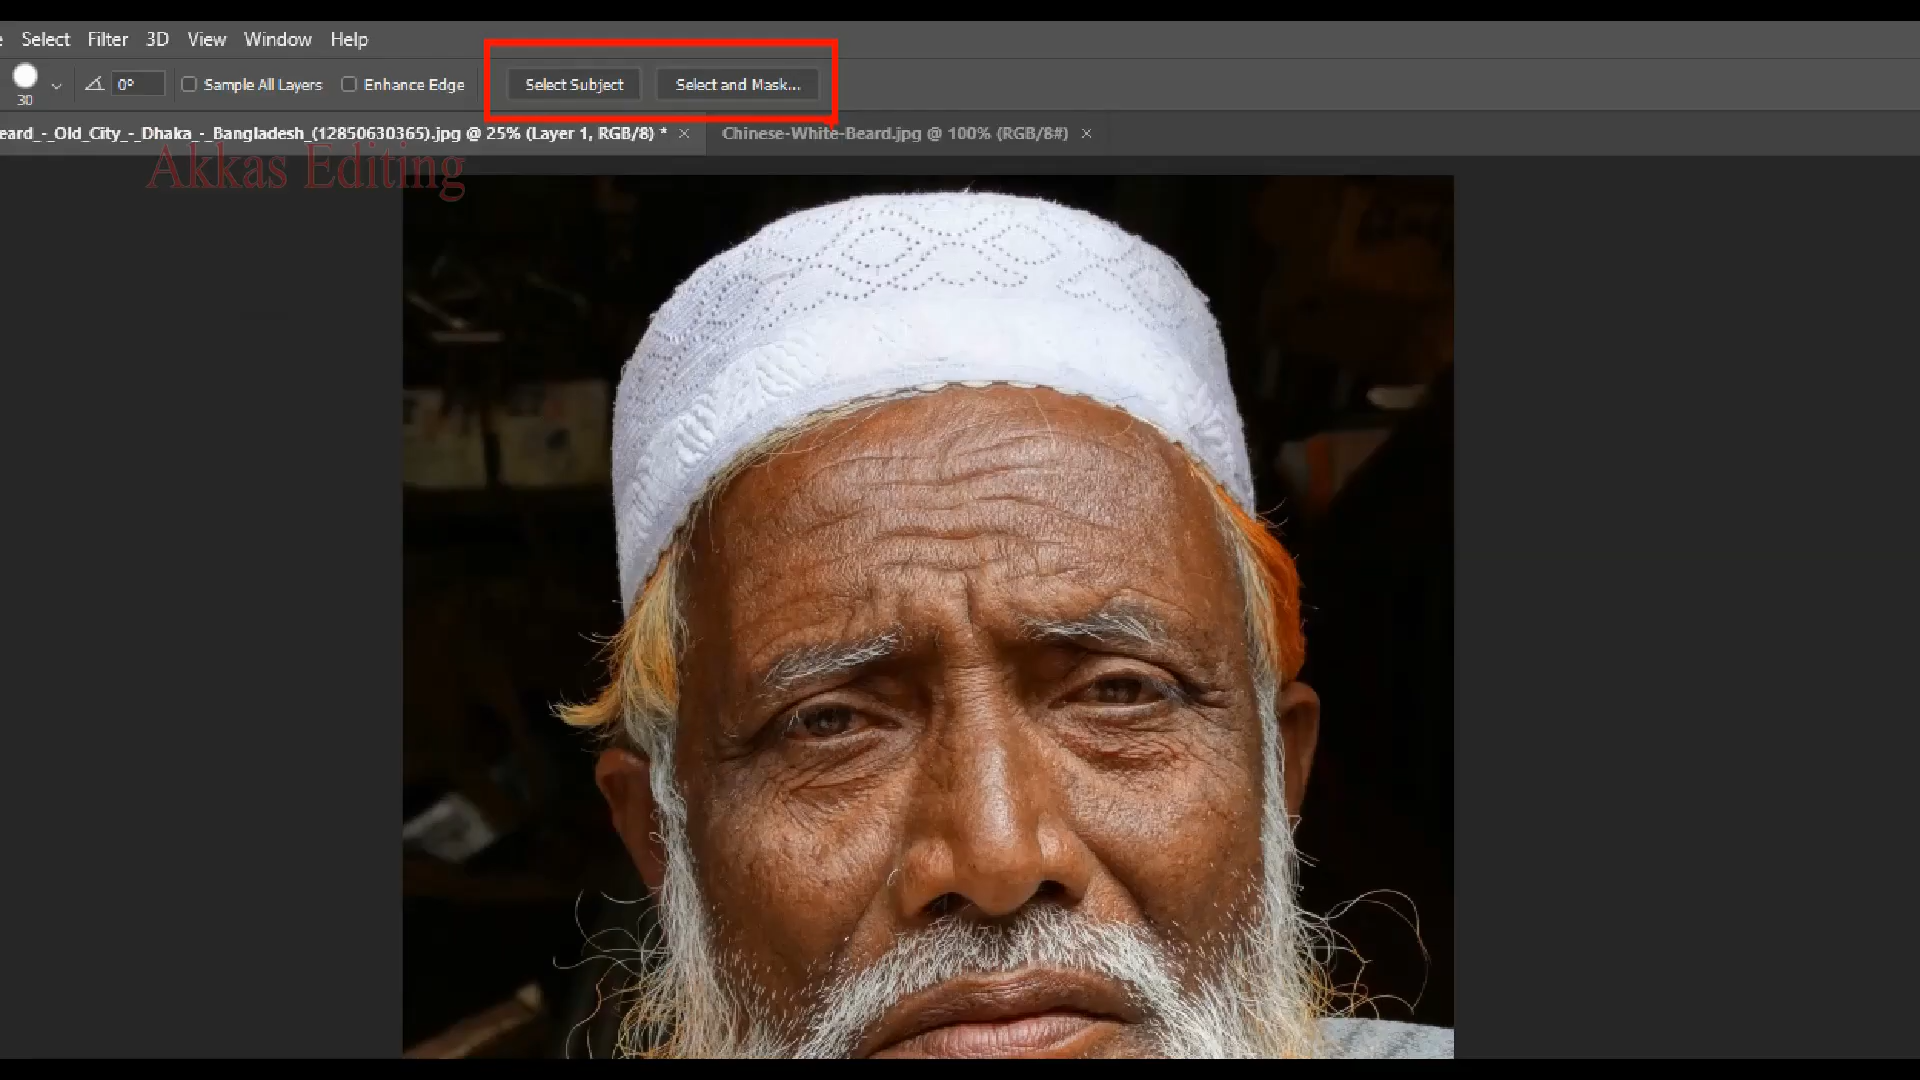 Select Filter 3D View Window Help
30 0° Sample All Layers Enhance Edge Select Subject Select and Mask...
eard_-_Old_City_-_Dhaka_-_Bangladesh_(12850630365).jpg @ 25% (Layer 1, RGB/8) * × Chinese-White-Beard.jpg @ 100% (RGB/8#) ×
Akkas Editing